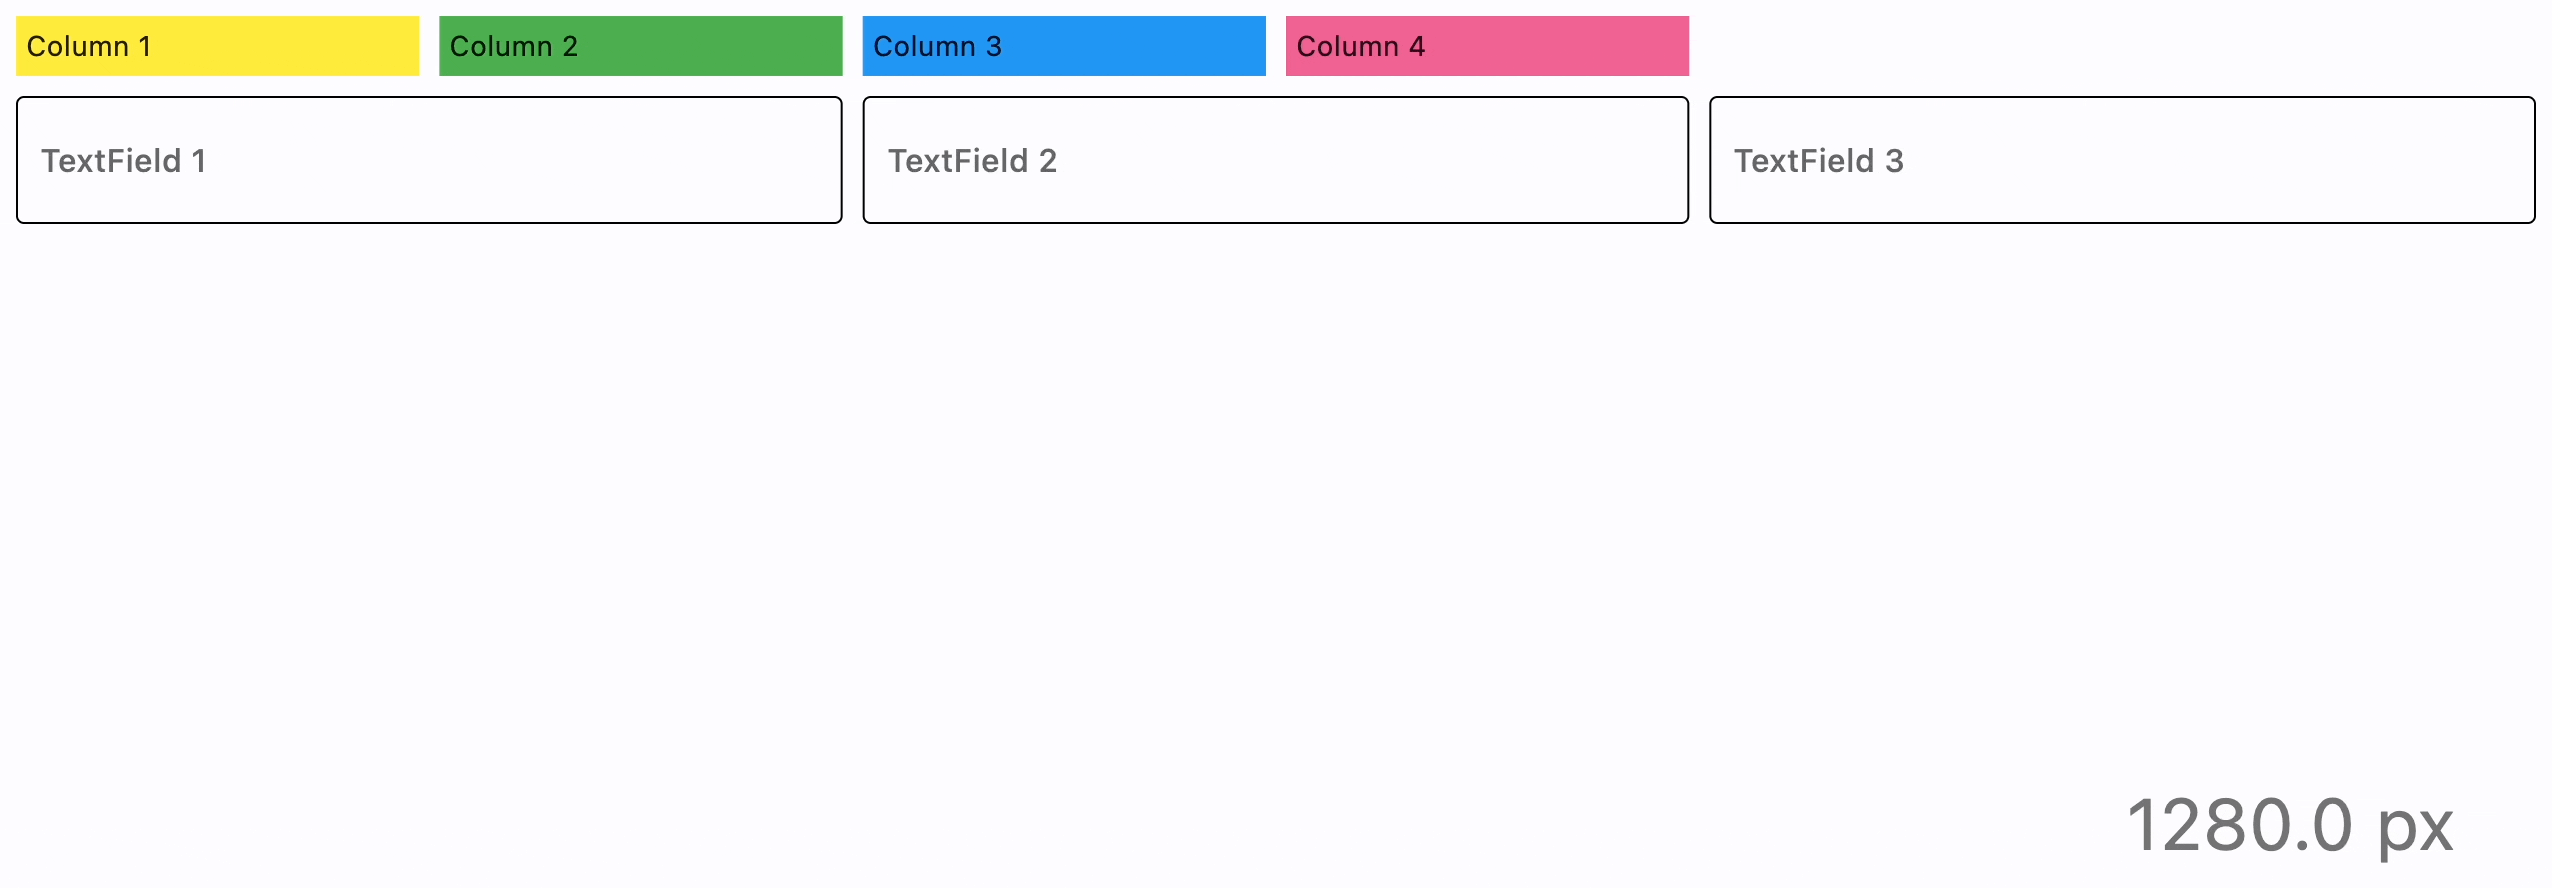 Column 1
Column 2
Column 3
Column 4
TextField 1
TextField 2
TextField 3
1280.0 px